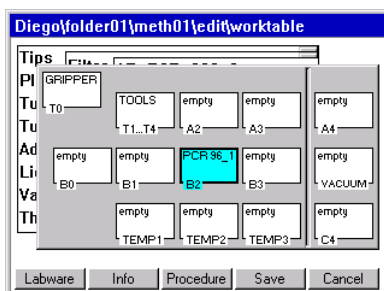 Diego\folder01\meth01\edit\worktable
Tips
Pl
Tu
Tu
Ad
Li
Va
Th
GRIPPER
T0
TOOLS
T1...T4
empty
A2
empty
A3
empty
A4
empty
B0
empty
B1
PCR 96_1
B2
empty
B3
empty
VACUUM
empty
TEMP1
empty
TEMP2
empty
TEMP3
empty
C4
Labware
Info
Procedure
Save
Cancel